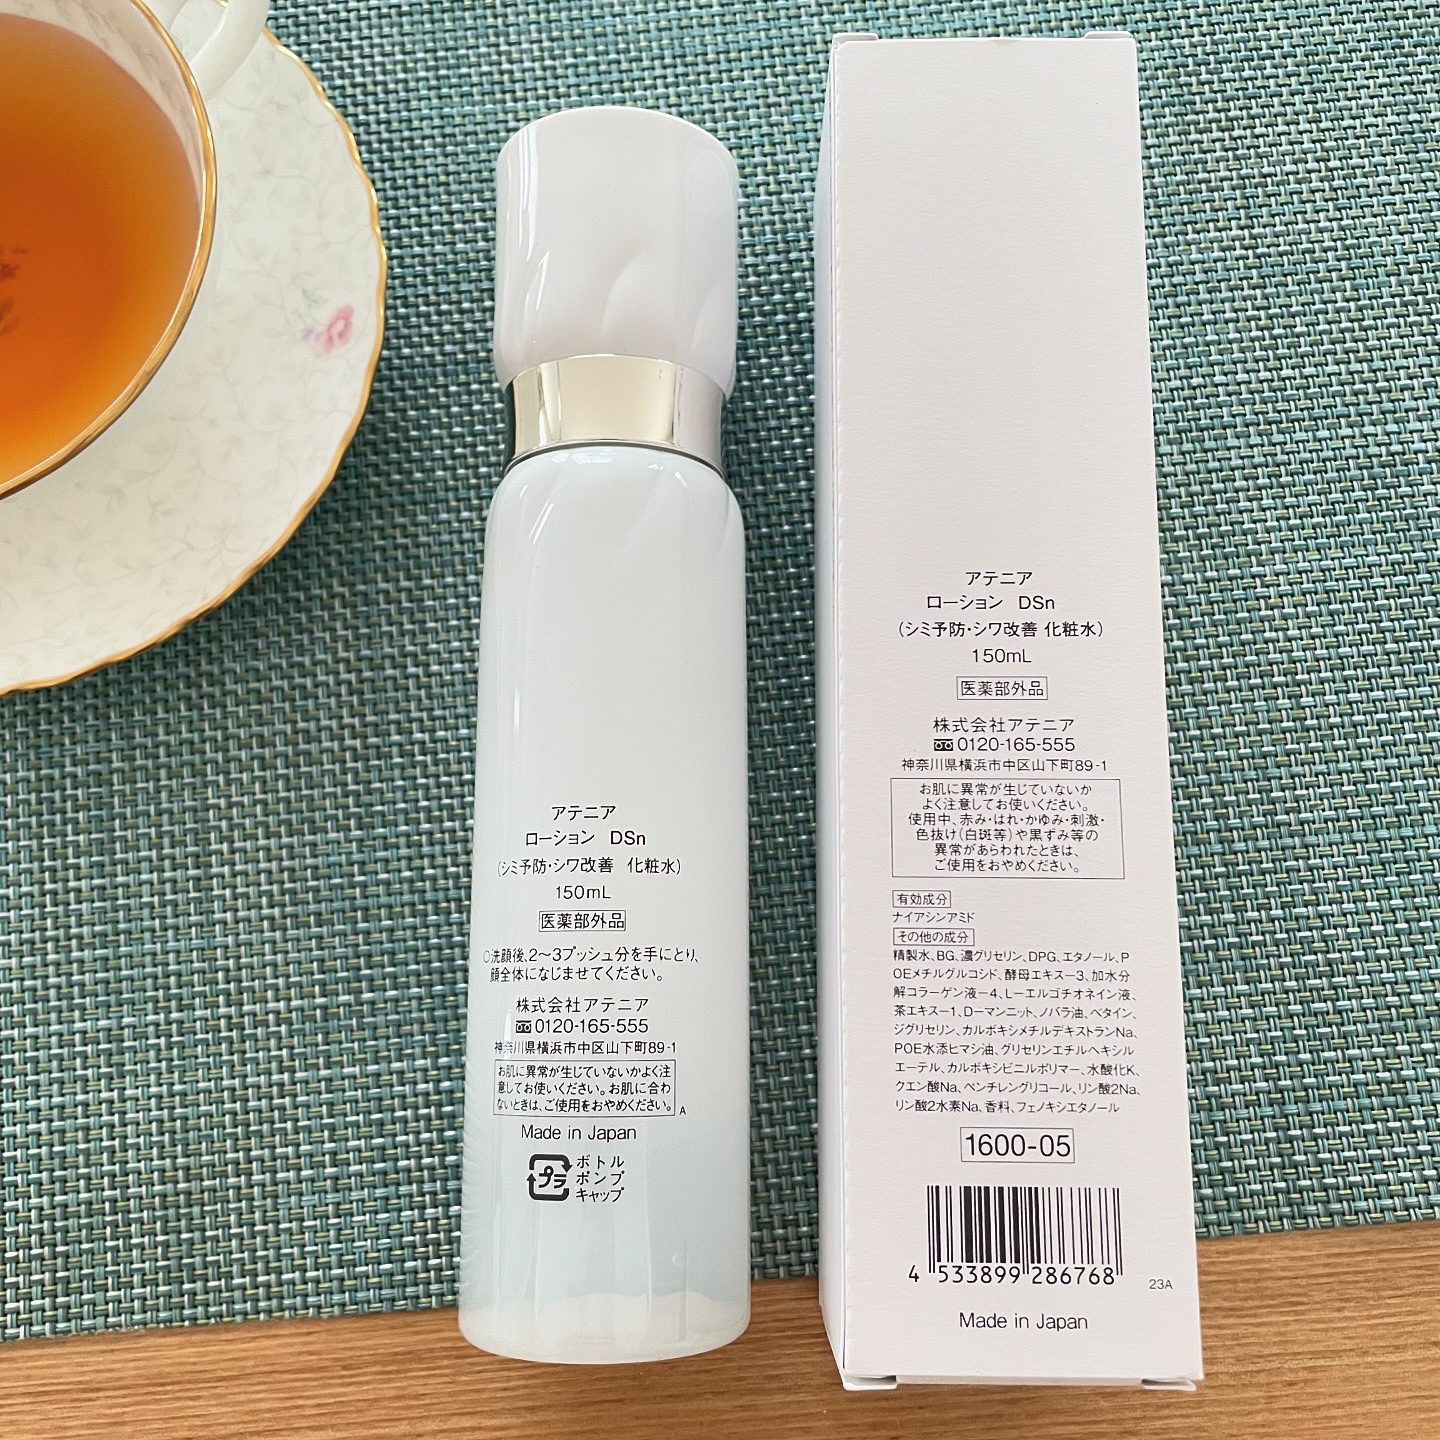 アテニア
ローション DSn
(シミ予防・シワ改善 化粧水)
150mL
医薬部外品
○洗顔後、2〜3プッシュ分を手にとり、
顔全体になじませてください。
株式会社アテニア
0120-165-555
神奈川県横浜市中区山下町89-1
お肌に異常が生じていないかよく注
意してお使いください。お肌に合わ
ないときは、ご使用をおやめください。
A
Made in Japan
プラ
ボトル
ポンプ
キャップ
アテニア
ローション DSn
(シミ予防・シワ改善 化粧水)
150mL
医薬部外品
株式会社アテニア
0120-165-555
神奈川県横浜市中区山下町89-1
お肌に異常が生じていないか
よく注意してお使いください。
使用中、赤み・はれ・かゆみ・刺激・
色抜け(白斑等)や黒ずみ等の
異常があらわれたときは、
ご使用をおやめください。
有効成分
ナイアシンアミド
その他の成分
精製水、BG、濃グリセリン、DPG、エタノール、P
OEメチルグルコシド、酵母エキス-3、加水分
解コラーゲン液-4、L-エルゴチオネイン液、
茶エキス-1、D-マンニット、ノバラ油、ベタイン、
ジグリセリン、カルボキシメチルデキストランNa、
POE水添ヒマシ油、グリセリンエチルヘキシル
エーテル、カルボキシビニルポリマー、水酸化K、
クエン酸Na、ペンチレングリコール、リン酸2Na、
リン酸2水素Na、香料、フェノキシエタノール
1600-05
4 533899 286768
23A
Made in Japan